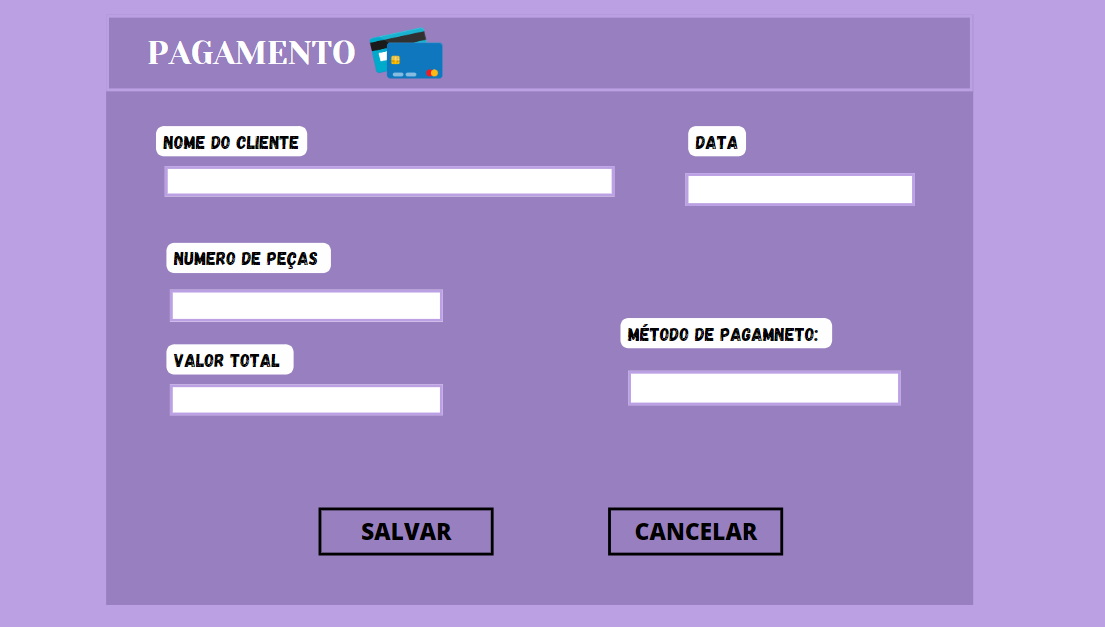 PAGAMENTO
NOME DO CLIENTE
DATA
NUMERO DE PEÇAS
MÉTODO DE PAGAMNETO:
VALOR TOTAL
SALVAR
CANCELAR